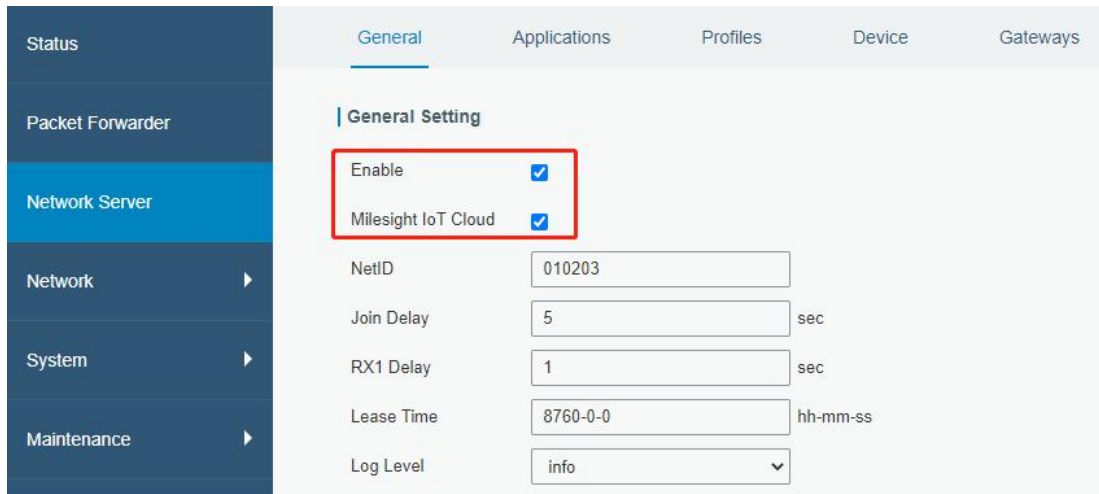 Status
Packet Forwarder
Network Server
Network
System
Maintenance
General Applications Profiles Device Gateways
General Setting
Enable
Milesight IoT Cloud
NetID 010203
Join Delay 5 sec
RX1 Delay 1 sec
Lease Time 8760-0-0 hh-mm-ss
Log Level info